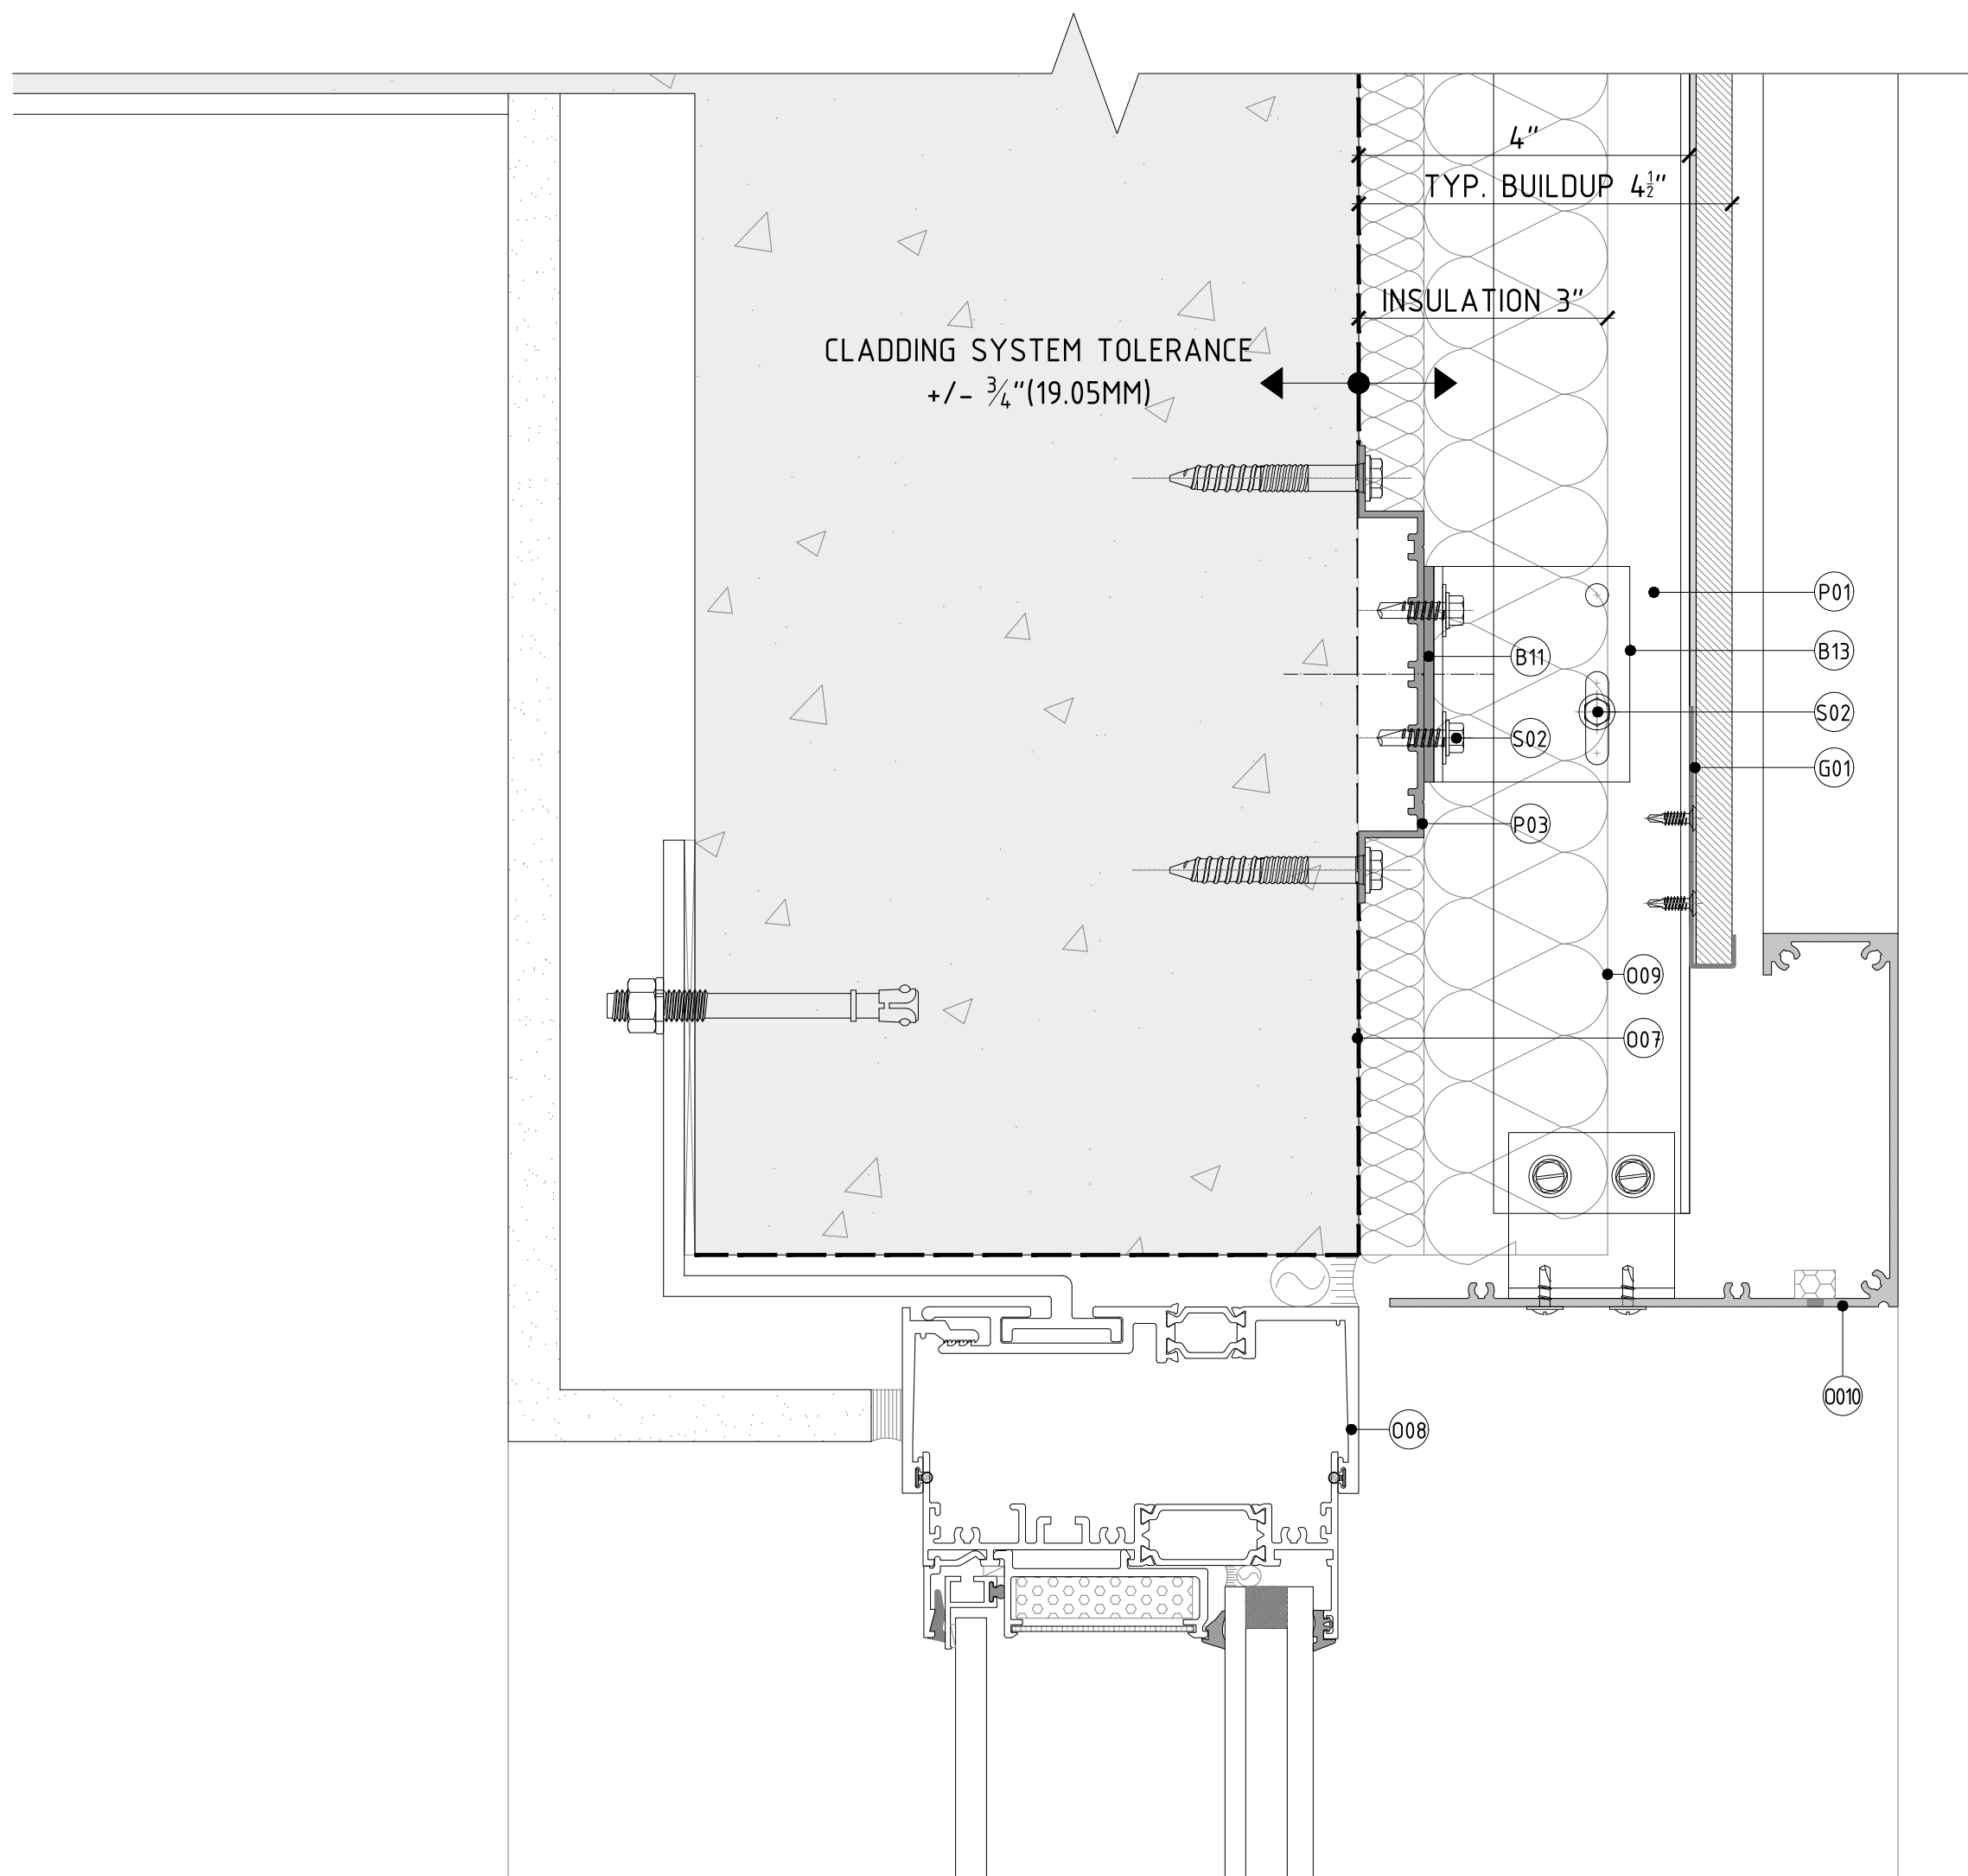 4"
TYP. BUILDUP 4½"
INSULATION 3"
CLADDING SYSTEM TOLERANCE
+/- ¾"(19.05MM)
P01
B13
B11
S02
S02
G01
P03
O09
O07
O010
O08